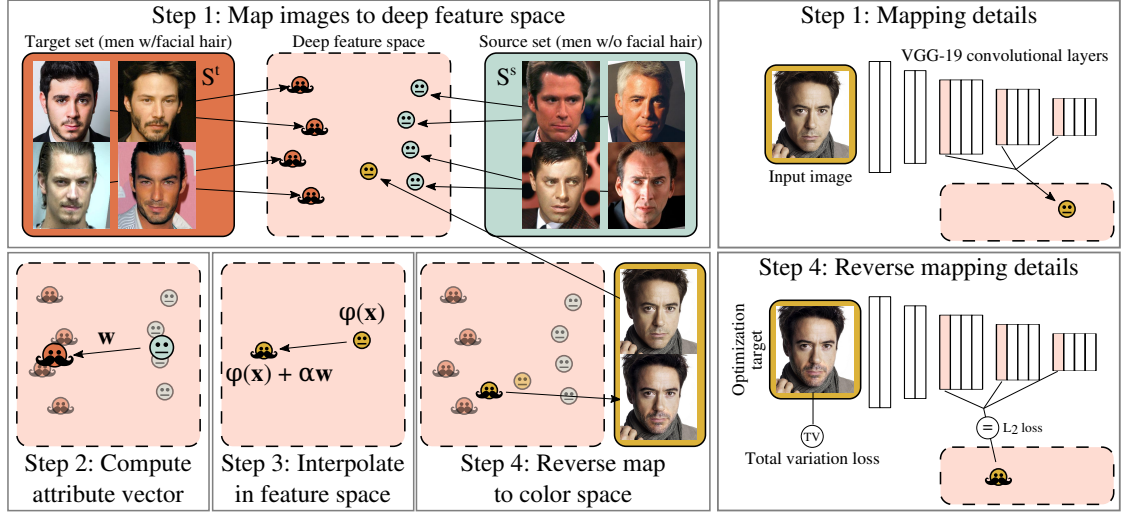 Step 1: Map images to deep feature space
Target set (men w/facial hair)
Deep feature space
Source set (men w/o facial hair)
Sᵗ
Sˢ
Step 1: Mapping details
VGG-19 convolutional layers
Input image
w
Step 2: Compute
attribute vector
φ(x)
φ(x) + αw
Step 3: Interpolate
in feature space
Step 4: Reverse map
to color space
Step 4: Reverse mapping details
Optimization
target
TV
Total variation loss
= L₂ loss